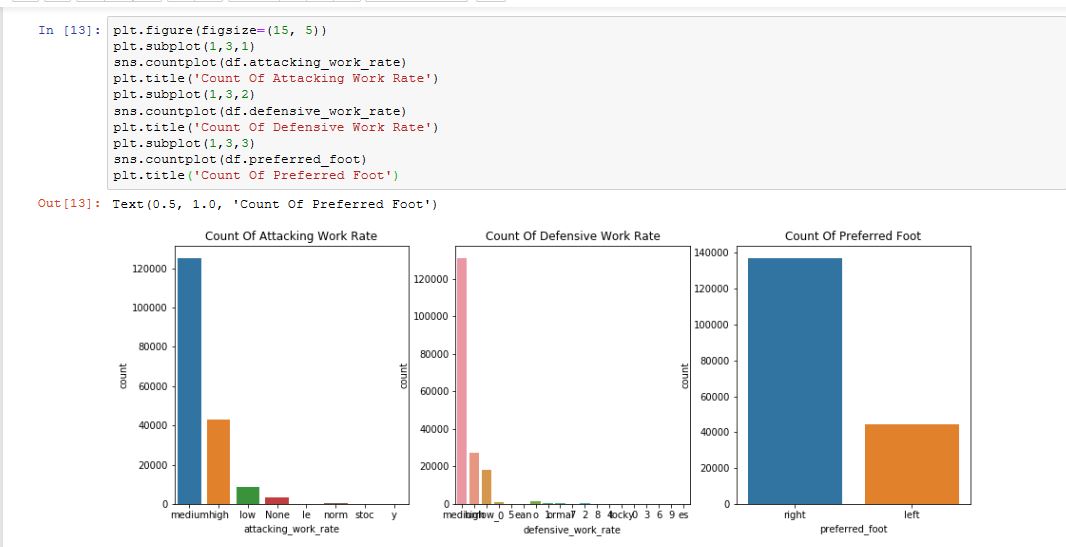 In [13]: plt.figure(figsize=(15, 5))
plt.subplot(1,3,1)
sns.countplot(df.attacking_work_rate)
plt.title('Count Of Attacking Work Rate')
plt.subplot(1,3,2)
sns.countplot(df.defensive_work_rate)
plt.title('Count Of Defensive Work Rate')
plt.subplot(1,3,3)
sns.countplot(df.preferred_foot)
plt.title('Count Of Preferred Foot')
Out[13]: Text(0.5, 1.0, 'Count Of Preferred Foot')
Count Of Attacking Work Rate
120000
100000
80000
60000
40000
20000
0
count
medium high low None le norm stoc y
attacking_work_rate
Count Of Defensive Work Rate
120000
100000
80000
60000
40000
20000
0
count
_0 5 ean o 1 ormal 7 2 8 4 ocky 0 3 6 9 es
defensive_work_rate
Count Of Preferred Foot
140000
120000
100000
80000
60000
40000
20000
0
count
right left
preferred_foot